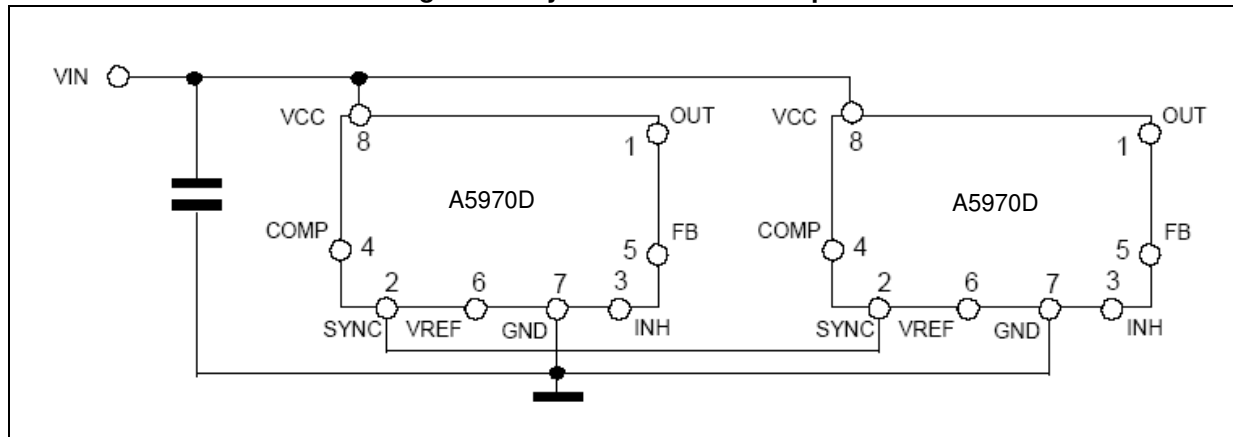 VIN
VCC
8
OUT
1
A5970D
COMP
4
FB
5
2
6
7
3
SYNC
VREF
GND
INH
VCC
8
OUT
1
A5970D
COMP
4
FB
5
2
6
7
3
SYNC
VREF
GND
INH